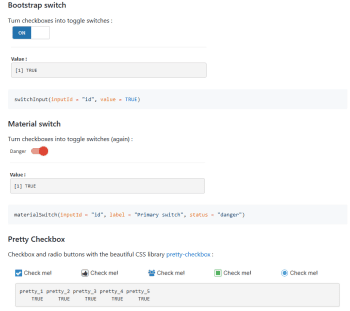 Bootstrap switch
Turn checkboxes into toggle switches :
ON
Value :
[1] TRUE
switchInput(inputId = "id", value = TRUE)
Material switch
Turn checkboxes into toggle switches (again) :
Danger
Value :
[1] TRUE
materialSwitch(inputId = "id", label = "Primary switch", status = "danger")
Pretty Checkbox
Checkbox and radio buttons with the beautiful CSS library pretty-checkbox :
Check me! Check me! Check me! Check me! Check me!
pretty_1 pretty_2 pretty_3 pretty_4 pretty_5
TRUE TRUE TRUE TRUE TRUE